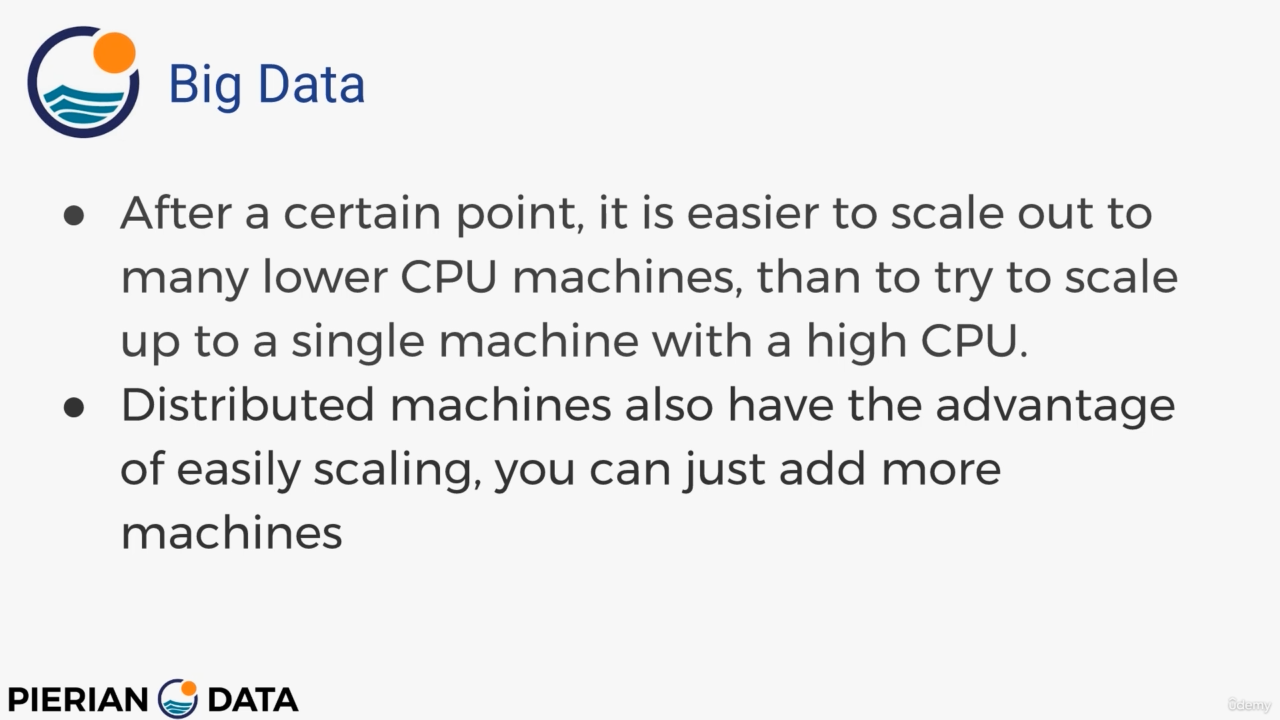 Big Data
● After a certain point, it is easier to scale out to
many lower CPU machines, than to try to scale
up to a single machine with a high CPU.
● Distributed machines also have the advantage
of easily scaling, you can just add more
machines
PIERIAN DATA
ûdemy